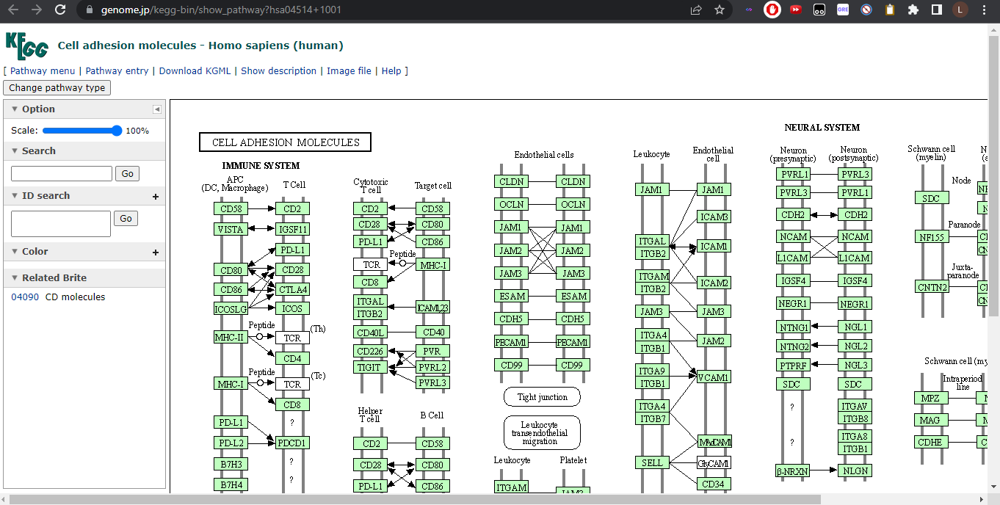 genome.jp/kegg-bin/show_pathway?hsa04514+1001
GRE
L
KEGG
Cell adhesion molecules - Homo sapiens (human)
[ Pathway menu | Pathway entry | Download KGML | Show description | Image file | Help ]
Change pathway type
Option
Scale: 100%
Search
Go
ID search +
Go
Color +
Related Brite
04090 CD molecules
CELL ADHESION MOLECULES
IMMUNE SYSTEM
APC
(DC, Macrophage)
T Cell
CD58 CD2
VISTA IGSF11
PD-L1
CD80 CD28
CD86 CTLA4
ICOSLG ICOS
Peptide (Th)
MHC-II TCR
CD4
Peptide (Tc)
MHC-I TCR
CD8
PD-L1 ?
PD-L2 PDCD1
B7H3 ?
B7H4 ?
Cytotoxic
T cell
Target cell
CD2 CD58
CD28 CD80
PD-L1 CD86
Peptide
TCR MHC-I
CD8
ITGAL
ITGB2
ICAM1,2,3
CD40L CD40
CD226 PVR
TIGIT PVRL2
PVRL3
Helper
T cell
B Cell
CD2 CD58
CD28 CD80
PD-L1 CD86
Endothelial cells
CLDN CLDN
OCLN OCLN
JAM1 JAM1
JAM2 JAM2
JAM3 JAM3
ESAM ESAM
CDH5 CDH5
PECAM1 PECAM1
CD99 CD99
Tight junction
Leukocyte
transendothelial
migration
Leukocyte Platelet
ITGAM JAM3
Leukocyte
Endothelial
cell
JAM1 JAM1
ICAM3
ITGAL
ITGB2
ICAM1
ITGAM
ITGB2
ICAM2
JAM3 JAM3
ITGA4
ITGB1
JAM2
ITGA9
ITGB1
VCAM1
ITGA4
ITGB7
MAdCAM1
SELL GlyCAM1
CD34
NEURAL SYSTEM
Neuron
(presynaptic)
Neuron
(postsynaptic)
PVRL1 PVRL3
PVRL3 PVRL1
CDH2 CDH2
NCAM NCAM
L1CAM L1CAM
IGSF4 IGSF4
NEGR1 NEGR1
NTNG1 NGL1
NTNG2 NGL2
PTPRF NGL3
SDC SDC
? ITGAV
ITGB8
? ITGA8
ITGB1
β-NRXN NLGN
Schwann cell
(myelin)
Node
SDC
Paranode
NF155
Juxta-
paranode
CNTN2
Schwann cell (my
Intraperiod
line
MPZ
MAG
CDHE